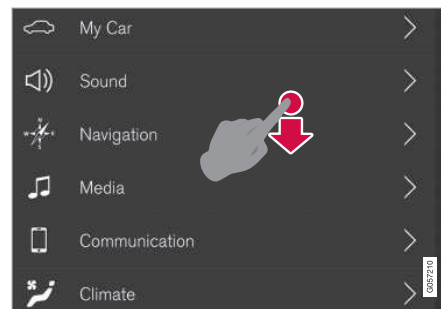 My Car
Sound
Navigation
Media
Communication
Climate
G057210